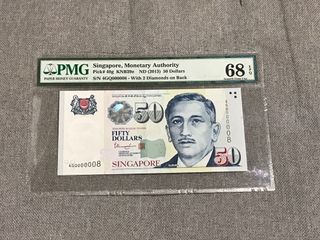 PMG
Singapore, Monetary Authority
Pick# 49g KNB39e ND (2013) 50 Dollars
S/N 4GQ000008 - With 2 Diamonds on Back
68 EPQ
50
4GQ000008
FIFTY
DOLLARS
4GQ000008
SINGAPORE
50